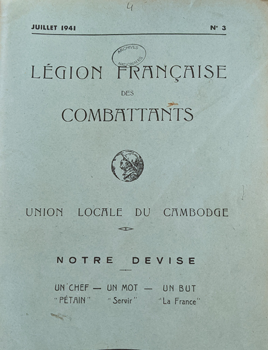 4
JUILLET 1941 N° 3
LÉGION FRANÇAISE
DES
COMBATTANTS
UNION LOCALE DU CAMBODGE
NOTRE DEVISE
UN CHEF — UN MOT — UN BUT
"PÉTAIN" "Servir" "La France"